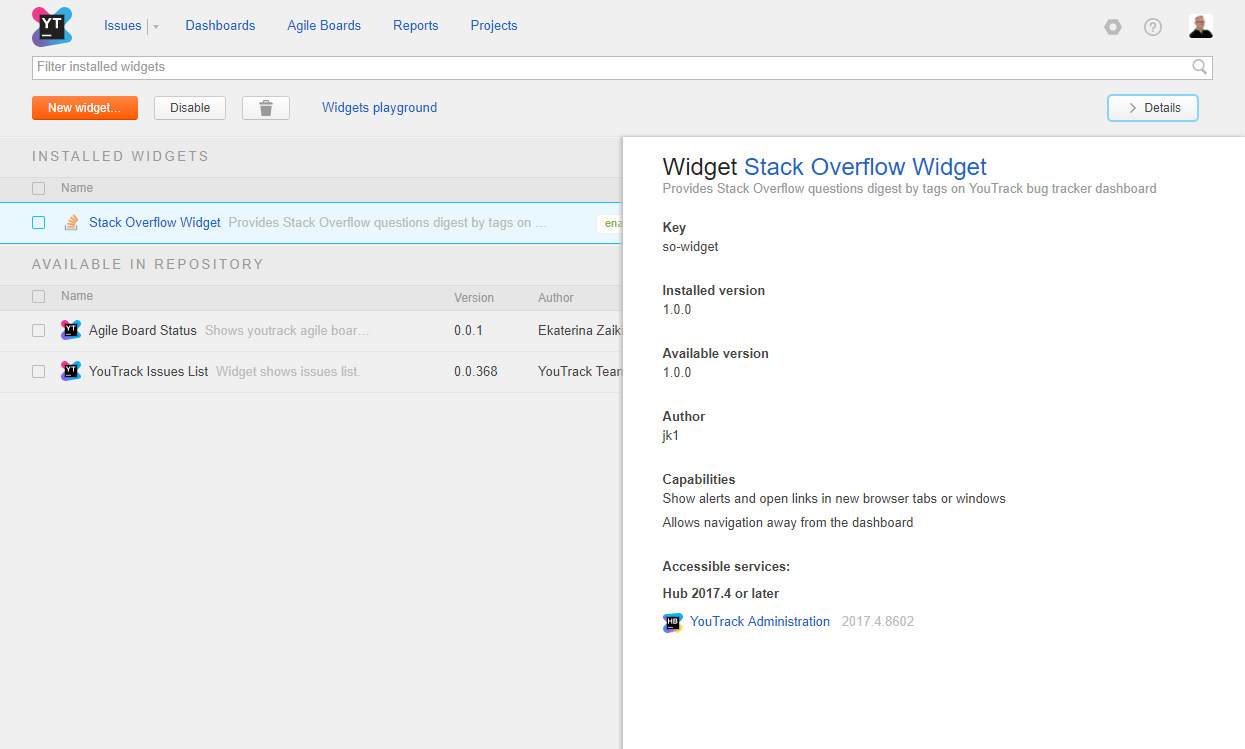 YT
Issues Dashboards Agile Boards Reports Projects
?
Filter installed widgets
New widget... Disable Widgets playground Details
INSTALLED WIDGETS
Name
Stack Overflow Widget Provides Stack Overflow questions digest by tags on ... ena
AVAILABLE IN REPOSITORY
Name Version Author
YT Agile Board Status Shows youtrack agile boar... 0.0.1 Ekaterina Zaik
YT YouTrack Issues List Widget shows issues list. 0.0.368 YouTrack Tear
Widget Stack Overflow Widget
Provides Stack Overflow questions digest by tags on YouTrack bug tracker dashboard
Key
so-widget
Installed version
1.0.0
Available version
1.0.0
Author
jk1
Capabilities
Show alerts and open links in new browser tabs or windows
Allows navigation away from the dashboard
Accessible services:
Hub 2017.4 or later
HB YouTrack Administration 2017.4.8602